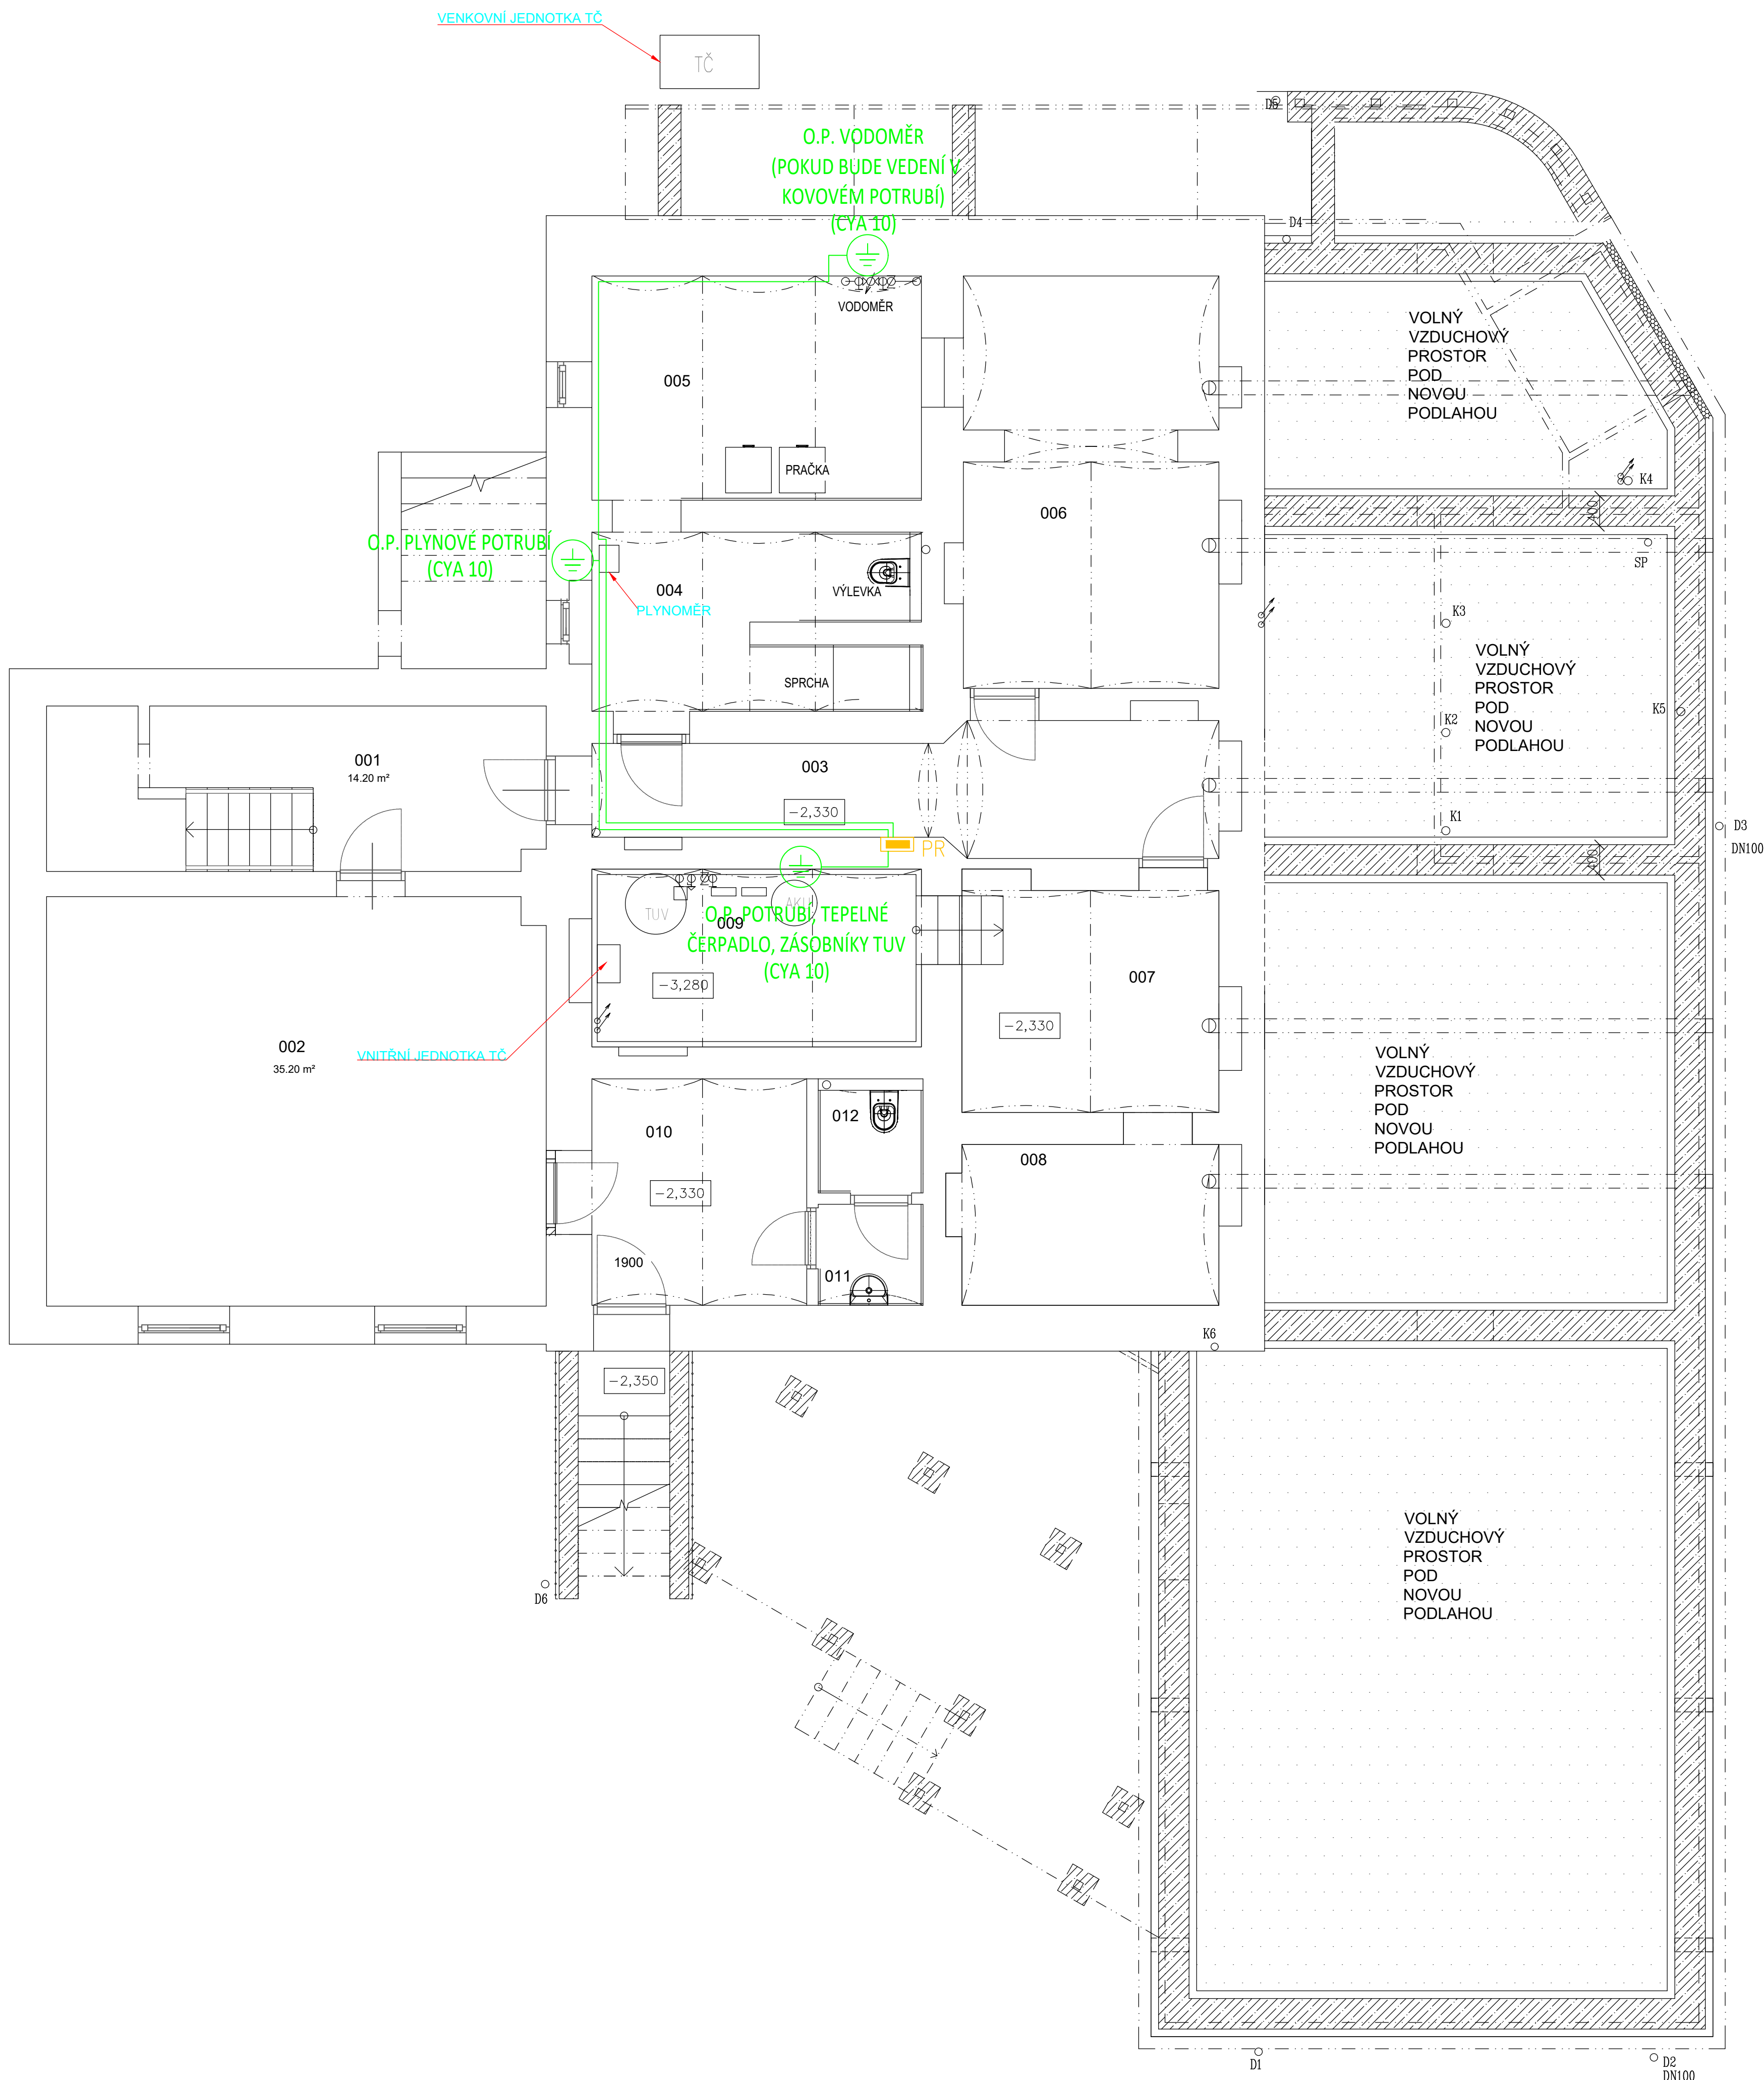 VENKOVNÍ JEDNOTKA TČ
TČ
O.P. VODOMĚR
(POKUD BUDE VEDENÍ V
KOVOVÉM POTRUBÍ)
(CYA 10)
D5
D4
VODOMĚR
005
PRAČKA
VOLNÝ
VZDUCHOVÝ
PROSTOR
POD
NOVOU
PODLAHOU
K4
400
006
O.P. PLYNOVÉ POTRUBÍ
(CYA 10)
004
PLYNOMĚR
VÝLEVKA
SPRCHA
SP
K3
VOLNÝ
VZDUCHOVÝ
PROSTOR
POD
NOVOU
PODLAHOU
K5
K2
K1
D3
DN100
400
001
14.20 m²
003
-2,330
PR
TUV
AKU
009
O.P. POTRUBÍ, TEPELNÉ
ČERPADLO, ZÁSOBNÍKY TUV
(CYA 10)
-3,280
007
-2,330
002
35.20 m²
VNITŘNÍ JEDNOTKA TČ
VOLNÝ
VZDUCHOVÝ
PROSTOR
POD
NOVOU
PODLAHOU
010
012
008
-2,330
1900
011
K6
-2,350
D6
VOLNÝ
VZDUCHOVÝ
PROSTOR
POD
NOVOU
PODLAHOU
D1
D2
DN100